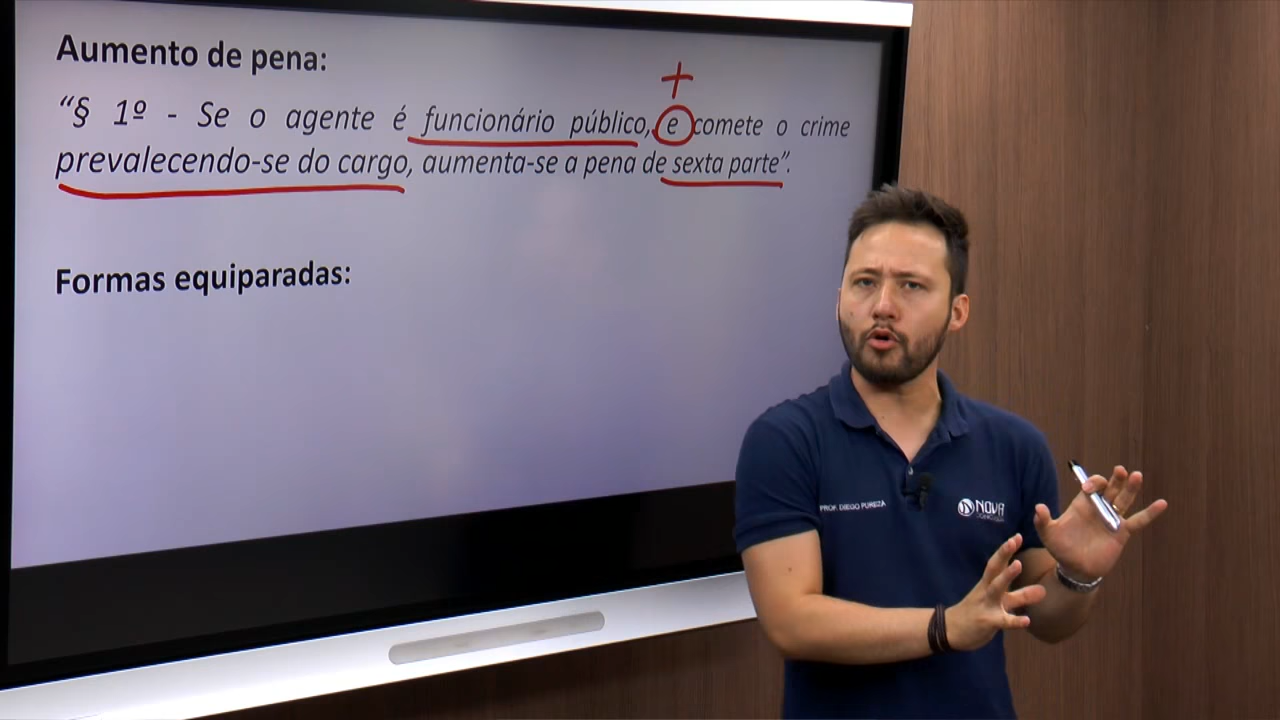 Aumento de pena:
“§ 1º - Se o agente é funcionário público, e comete o crime
prevalecendo-se do cargo, aumenta-se a pena de sexta parte”.
Formas equiparadas:
PROF. DIEGO PUREZA
NOVA